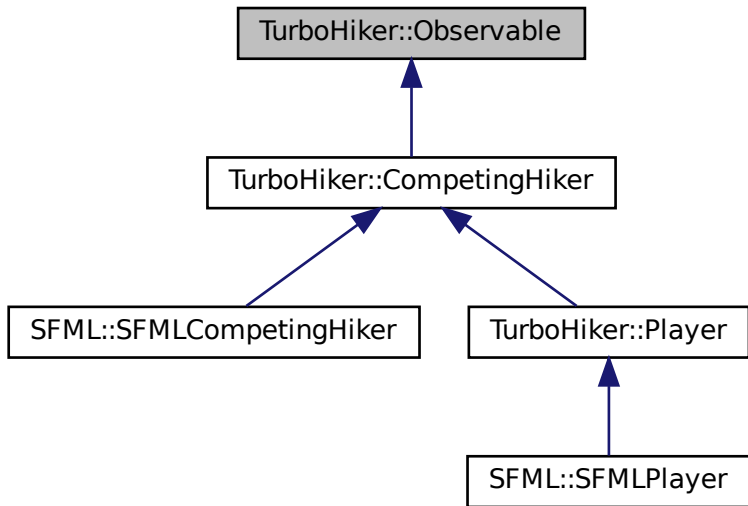 TurboHiker::Observable
TurboHiker::CompetingHiker
SFML::SFMLCompetingHiker
TurboHiker::Player
SFML::SFMLPlayer